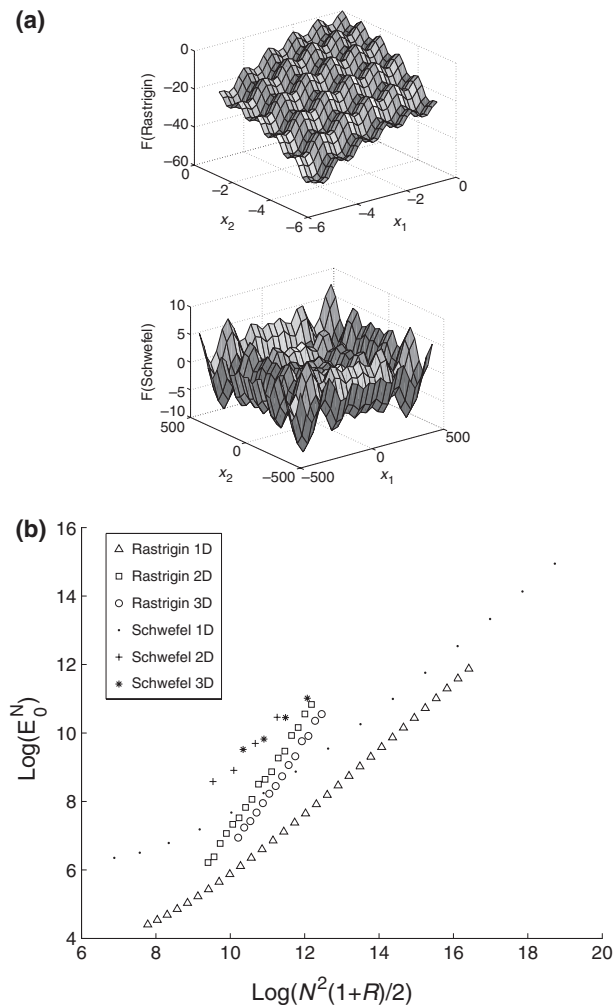 (a)
0
−20
−40
−60
F(Rastrigin)
0
−2
−4
−6
x2
−6
−4
−2
0
x1
10
5
0
−5
−10
F(Schwefel)
500
0
−500
x2
−500
0
500
x1
(b)
16
14
12
10
8
6
4
Log(E_0^N)
Rastrigin 1D
Rastrigin 2D
Rastrigin 3D
Schwefel 1D
Schwefel 2D
Schwefel 3D
6 8 10 12 14 16 18 20
Log(N²(1+R)/2)